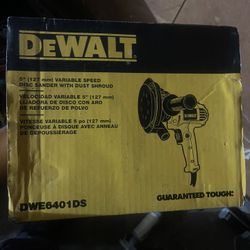 DEWALT
5" (127 mm) VARIABLE SPEED
DISC SANDER WITH DUST SHROUD
VELOCIDAD VARIABLE 5" (127 mm)
LIJADORA DE DISCO CON ARO
DE REFORZADO DE POLVO
VITESSE VARIABLE 5 po (127 mm)
PONCEUSE À DISQUE AVEC ANNEAU
DE DÉPOUSSIÉRAGE
DWE6401DS
GUARANTEED TOUGH.